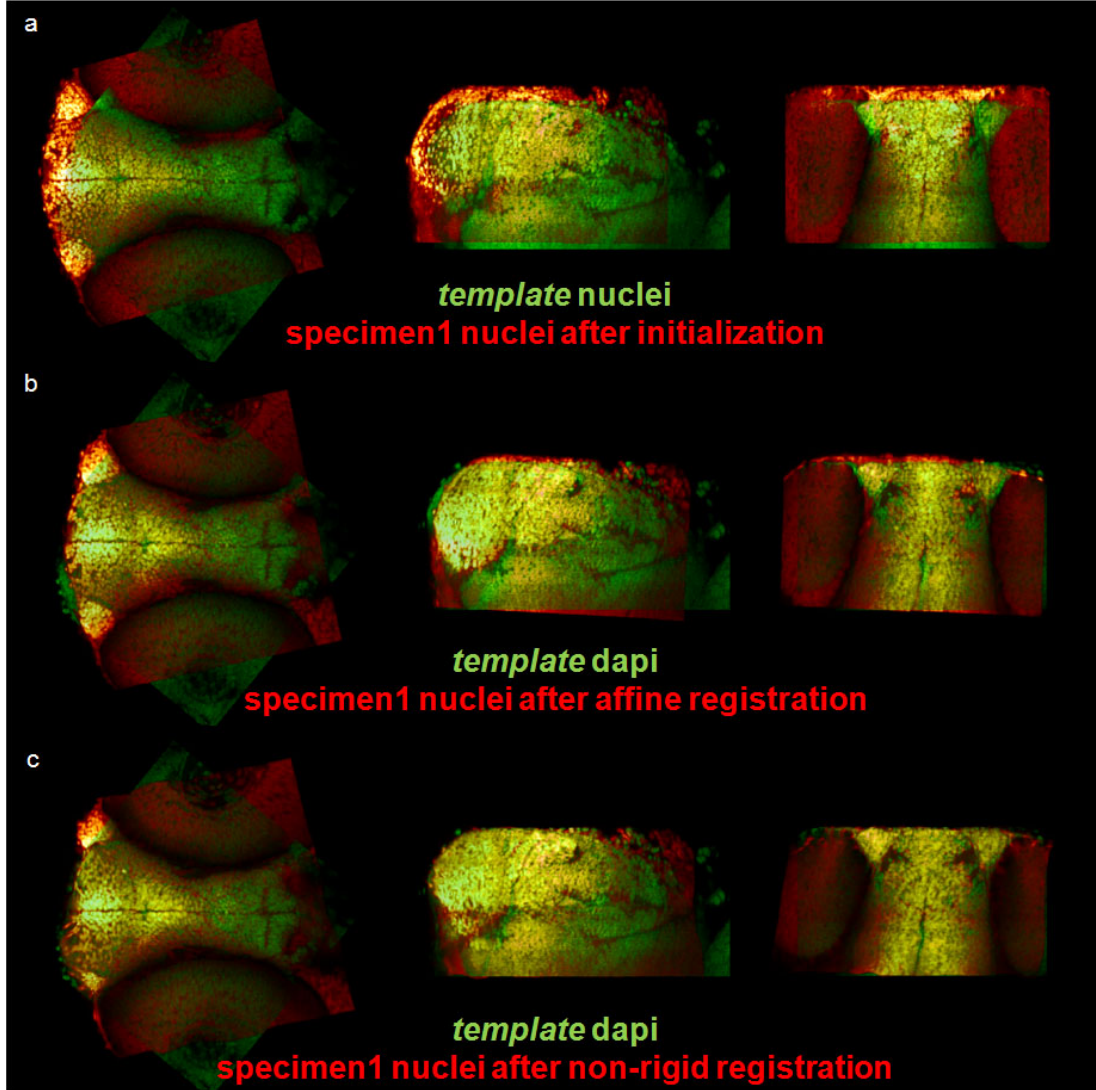 a
template nuclei
specimen1 nuclei after initialization
b
template dapi
specimen1 nuclei after affine registration
c
template dapi
specimen1 nuclei after non-rigid registration